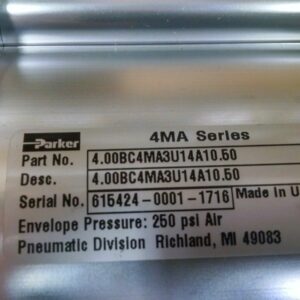 Parker 4MA Series
Part No. 4.00BC4MA3U14A10.50
Desc. 4.00BC4MA3U14A10.50
Serial No. 615424-0001-1716 Made in U
Envelope Pressure: 250 psi Air
Pneumatic Division Richland, MI 49083